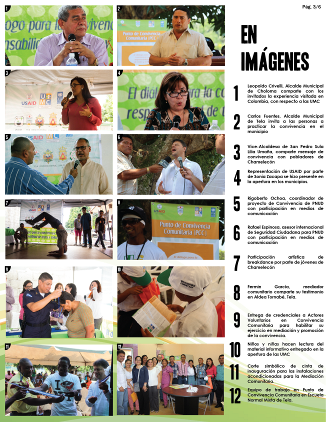 Pág. 3/6
EN
IMÁGENES
1 Leopoldo Crivelli, Alcalde Municipal
de Choloma comparte con los
invitados la experiencia visitada en
Colombia, con respecto a las UMC
2 Carlos Fuentes, Alcalde Municipal
de Tela invita a las personas a
practicar la convivencia en el
municipio
3 Vice-Alcaldesa de San Pedro Sula
Lilia Umaña, comparte mensaje de
convivencia con pobladores de
Chamelecón
4 Representación de USAID por parte
de Sonia Zacapa se hizo presente en
la apertura en los municipios.
5 Rigoberto Ochoa, coordinador de
proyecto de Convivencia de PNUD
con participación en medios de
comunicación
6 Rafael Espinoza, asesor internacional
de Seguridad Ciudadana para PNUD
con participación en medios de
comunicación
7 Participación artística de
breakdance por parte de jóvenes de
Chamelecón
8 Fermín García, mediador
comunitario comparte su testimonio
en Aldea Tornabé, Tela.
9 Entrega de credenciales a Actores
Voluntarios en Convivencia
Comunitaria para habilitar su
ejercicio en mediación y promoción
de la convivencia.
10 Niños y niñas hacen lectura del
material informativo entregado en la
apertura de las UMC
11 Corte simbólico de cinta de
inauguración para las instalaciones
acondicionadas para la Mediación
Comunitaria.
12 Equipo de trabajo en Punto de
Convivencia Comunitaria en Escuela
Normal Mixta de Tela.